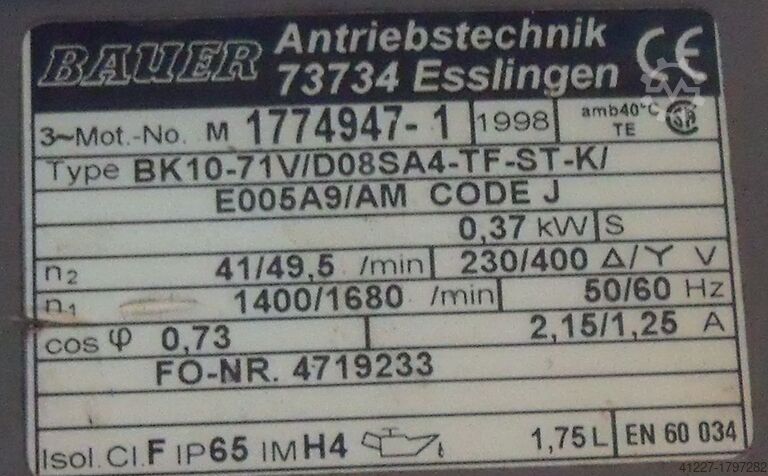 BAUER Antriebstechnik
73734 Esslingen CE
3~Mot.-No. M 1774947-1 1998 amb40°C TE
Type BK10-71V/D08SA4-TF-ST-K/
E005A9/AM CODE J
0,37 kW S
n2 41/49,5 /min 230/400 Δ/Y V
n1 1400/1680 /min 50/60 Hz
cos φ 0,73 2,15/1,25 A
FO-NR. 4719233
Isol.Cl.F IP65 IM H4 1,75 L EN 60 034
41227-1797282